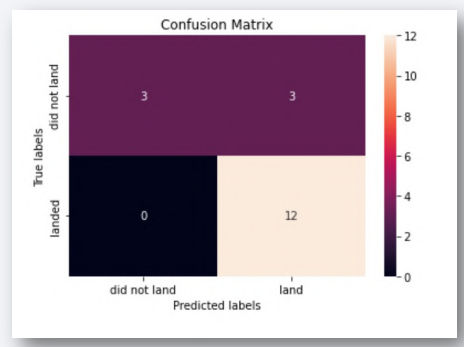 Confusion Matrix
did not land
landed
True labels
3 3
0 12
did not land land
Predicted labels
12
10
8
6
4
2
0